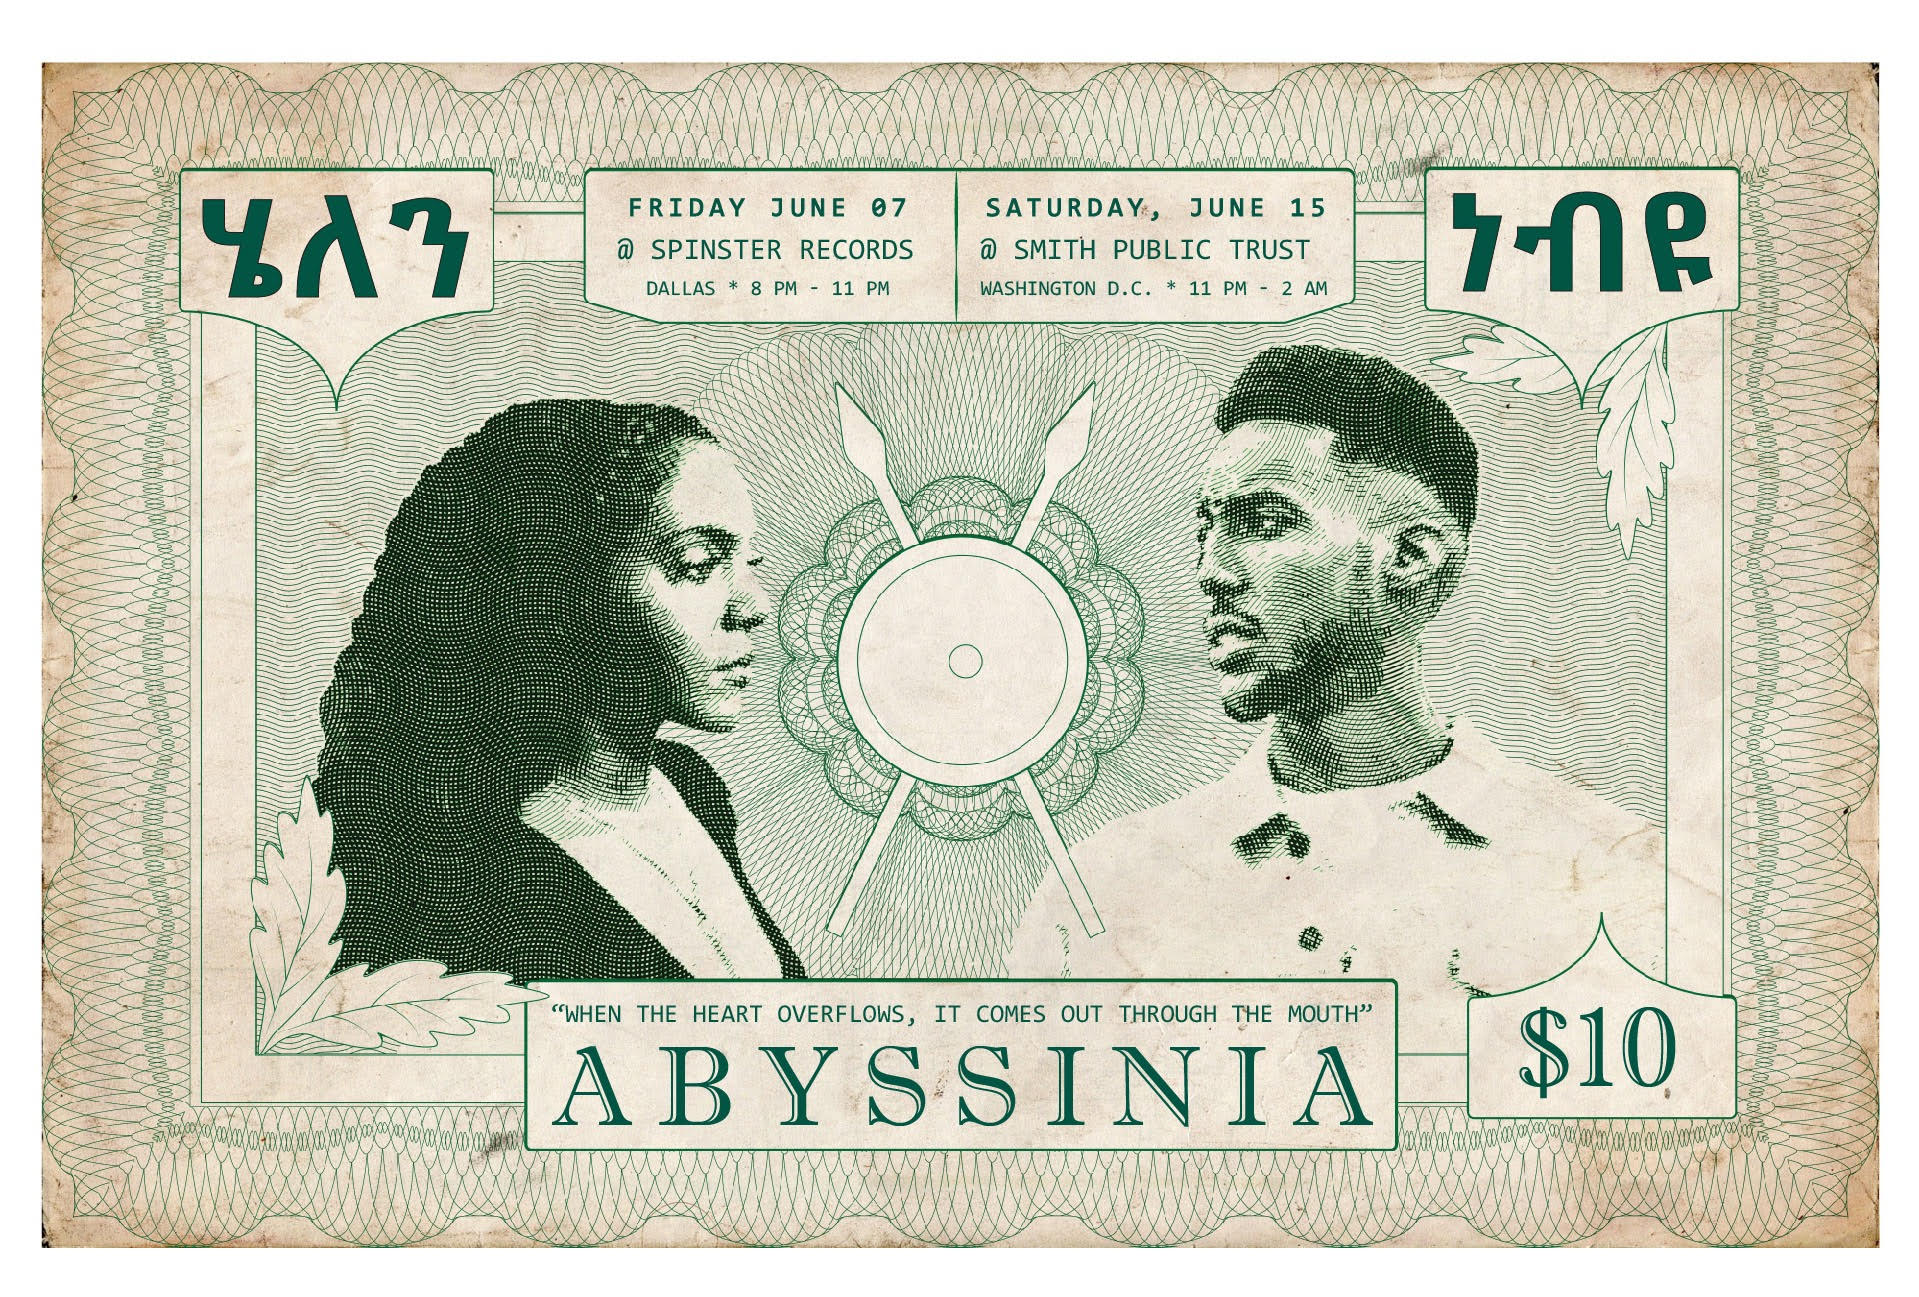 ሄለን
FRIDAY JUNE 07
@ SPINSTER RECORDS
DALLAS * 8 PM - 11 PM
SATURDAY, JUNE 15
@ SMITH PUBLIC TRUST
WASHINGTON D.C. * 11 PM - 2 AM
ነብዩ
“WHEN THE HEART OVERFLOWS, IT COMES OUT THROUGH THE MOUTH”
ABYSSINIA
$10